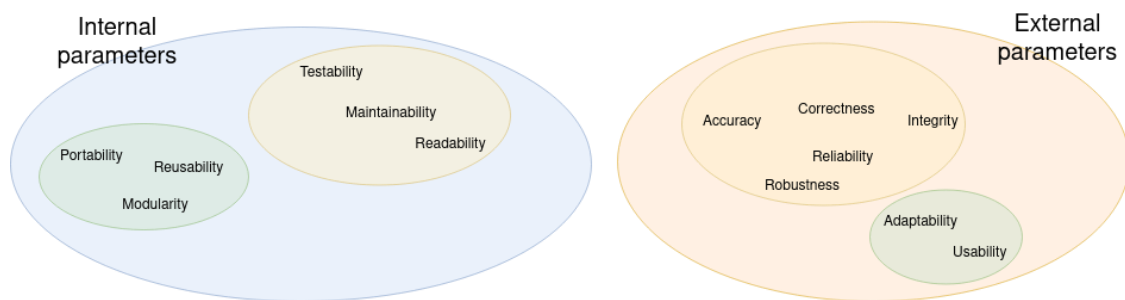 Internal
parameters
Testability
Maintainability
Readability
Portability
Reusability
Modularity
External
parameters
Correctness
Accuracy
Integrity
Reliability
Robustness
Adaptability
Usability